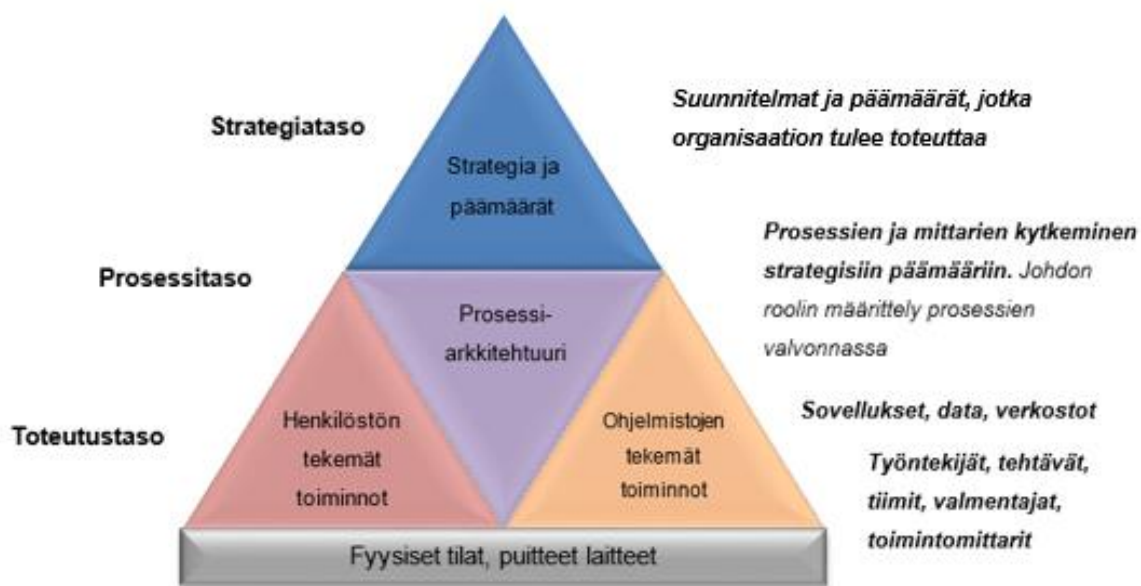 Strategiataso
Strategia ja
päämäärät
Suunnitelmat ja päämäärät, jotka
organisaation tulee toteuttaa
Prosessitaso
Prosessi-
arkkitehtuuri
Prosessien ja mittarien kytkeminen
strategisiin päämääriin. Johdon
roolin määrittely prosessien
valvonnassa
Toteutustaso
Henkilöstön
tekemät
toiminnot
Ohjelmistojen
tekemät
toiminnot
Sovellukset, data, verkostot
Työntekijät, tehtävät,
tiimit, valmentajat,
toimintomittarit
Fyysiset tilat, puitteet laitteet